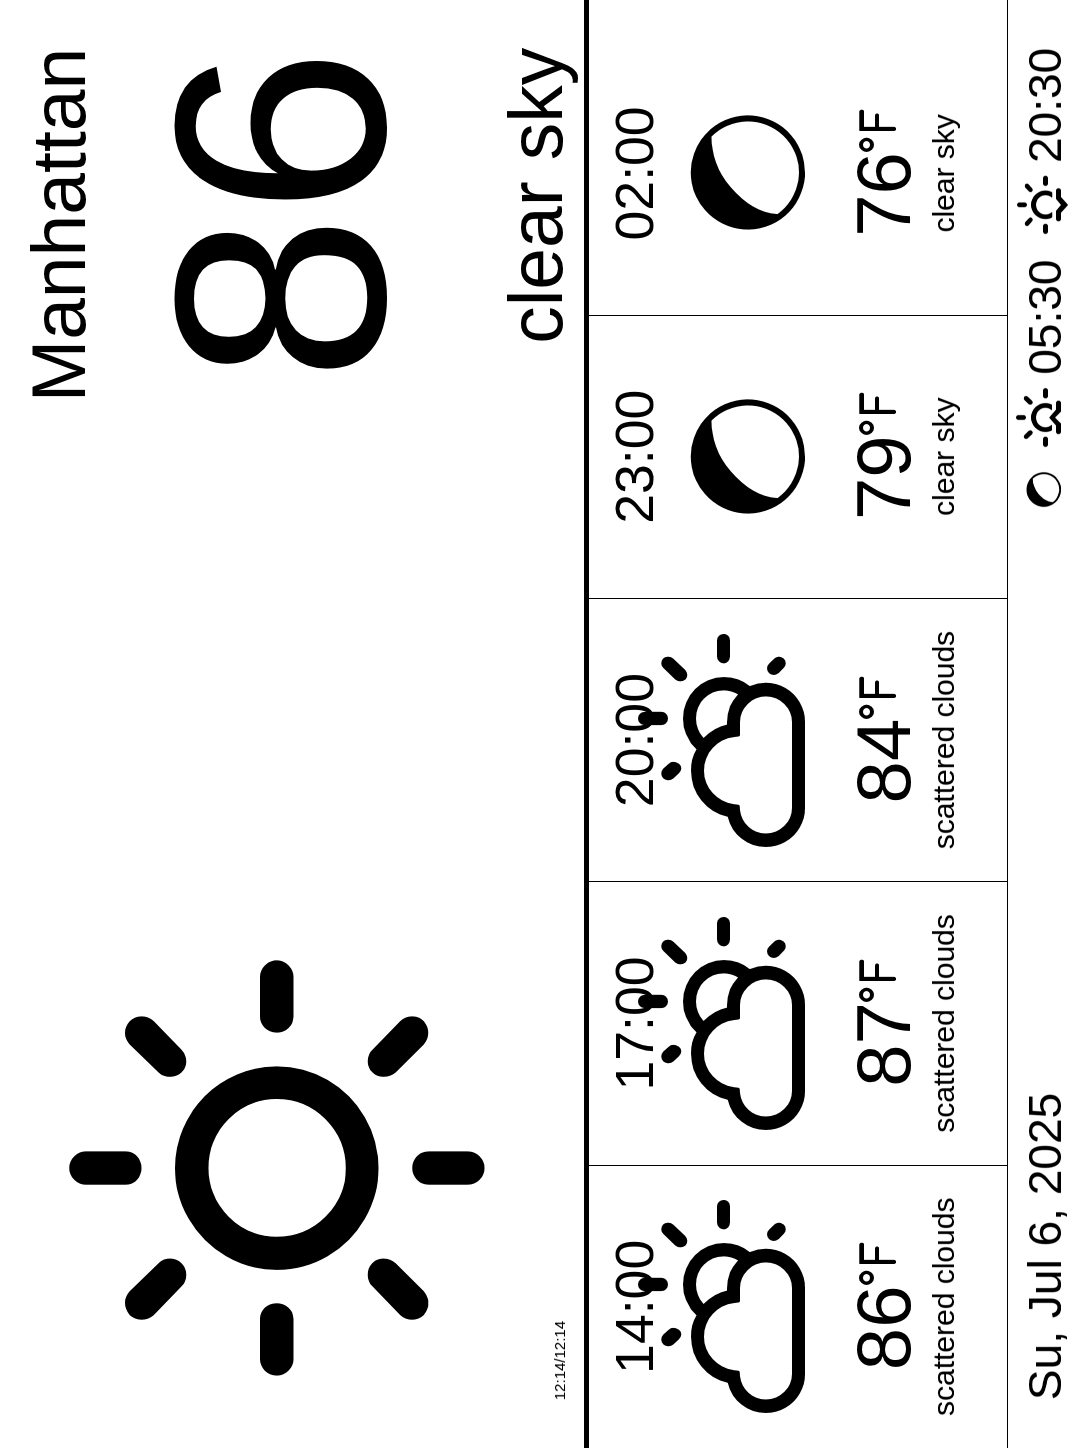 Manhattan
86
clear sky
12:14/12:14
14:00
17:00
20:00
23:00
02:00
86°F
87°F
84°F
79°F
76°F
scattered clouds
scattered clouds
scattered clouds
clear sky
clear sky
Su, Jul 6, 2025
05:30
20:30